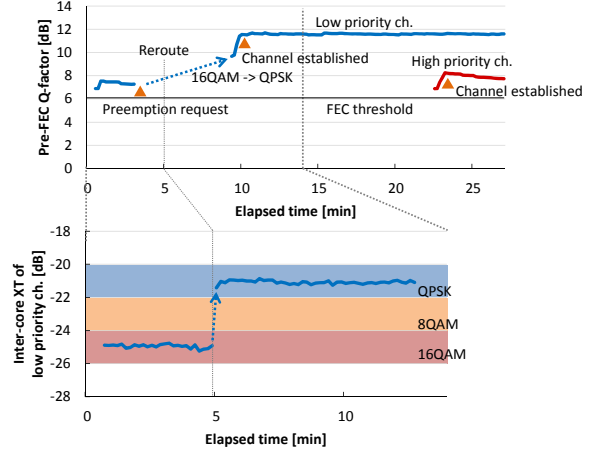 14
12
10
8
6
4
2
0
Pre-FEC Q-factor [dB]
Low priority ch.
Reroute
Channel established
16QAM -> QPSK
High priority ch.
Channel established
Preemption request
FEC threshold
0
5
10
15
20
25
Elapsed time [min]
-18
-20
-22
-24
-26
-28
Inter-core XT of
low priority ch. [dB]
QPSK
8QAM
16QAM
0
5
10
Elapsed time [min]